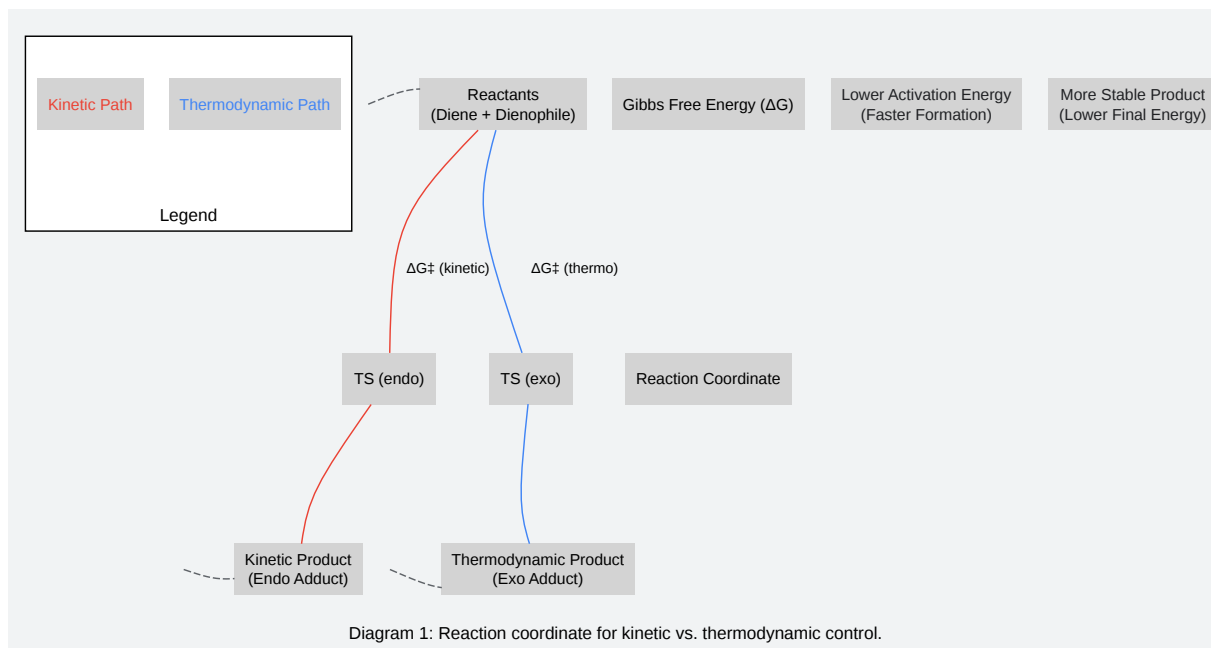 Kinetic Path
Thermodynamic Path
Legend
Reactants
(Diene + Dienophile)
Gibbs Free Energy (ΔG)
Lower Activation Energy
(Faster Formation)
More Stable Product
(Lower Final Energy)
ΔG‡ (kinetic)
ΔG‡ (thermo)
TS (endo)
TS (exo)
Reaction Coordinate
Kinetic Product
(Endo Adduct)
Thermodynamic Product
(Exo Adduct)
Diagram 1: Reaction coordinate for kinetic vs. thermodynamic control.